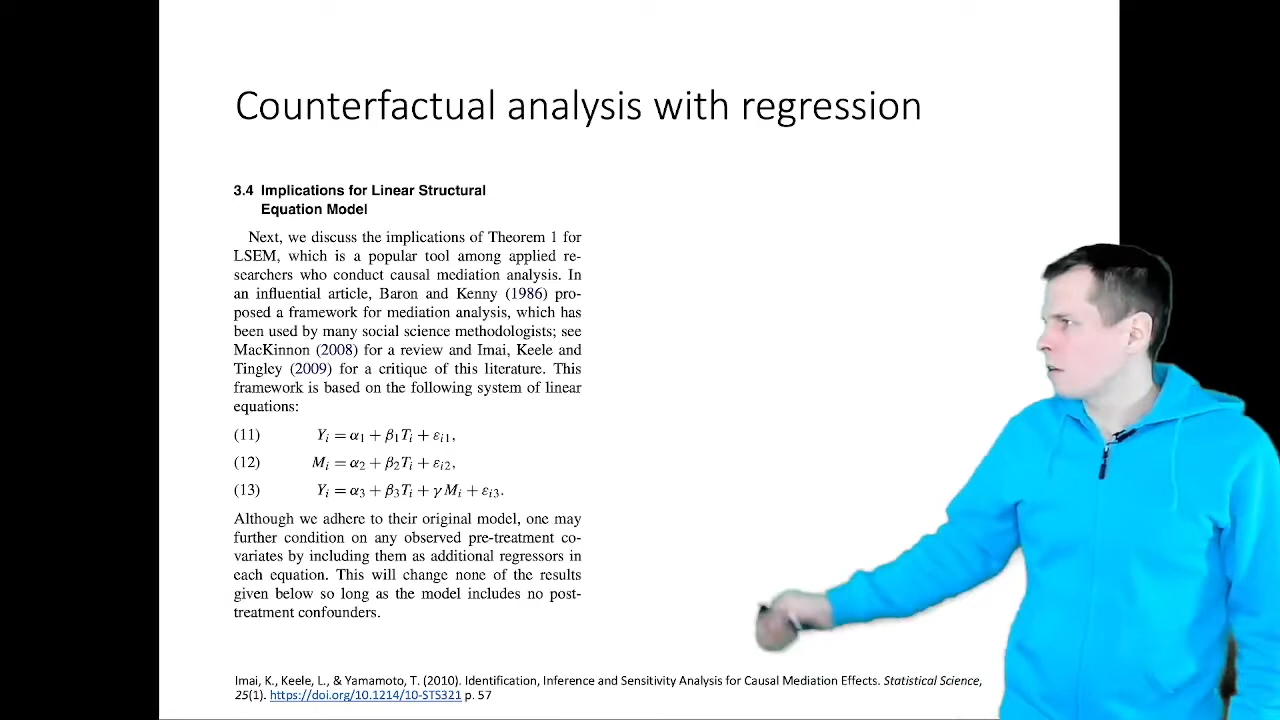 Counterfactual analysis with regression
3.4 Implications for Linear Structural
Equation Model
Next, we discuss the implications of Theorem 1 for
LSEM, which is a popular tool among applied re-
searchers who conduct causal mediation analysis. In
an influential article, Baron and Kenny (1986) pro-
posed a framework for mediation analysis, which has
been used by many social science methodologists; see
MacKinnon (2008) for a review and Imai, Keele and
Tingley (2009) for a critique of this literature. This
framework is based on the following system of linear
equations:
(11) Yᵢ = α₁ + β₁Tᵢ + εᵢ₁,
(12) Mᵢ = α₂ + β₂Tᵢ + εᵢ₂,
(13) Yᵢ = α₃ + β₃Tᵢ + γMᵢ + εᵢ₃.
Although we adhere to their original model, one may
further condition on any observed pre-treatment co-
variates by including them as additional regressors in
each equation. This will change none of the results
given below so long as the model includes no post-
treatment confounders.
Imai, K., Keele, L., & Yamamoto, T. (2010). Identification, Inference and Sensitivity Analysis for Causal Mediation Effects. Statistical Science,
25(1). https://doi.org/10.1214/10-STS321 p. 57